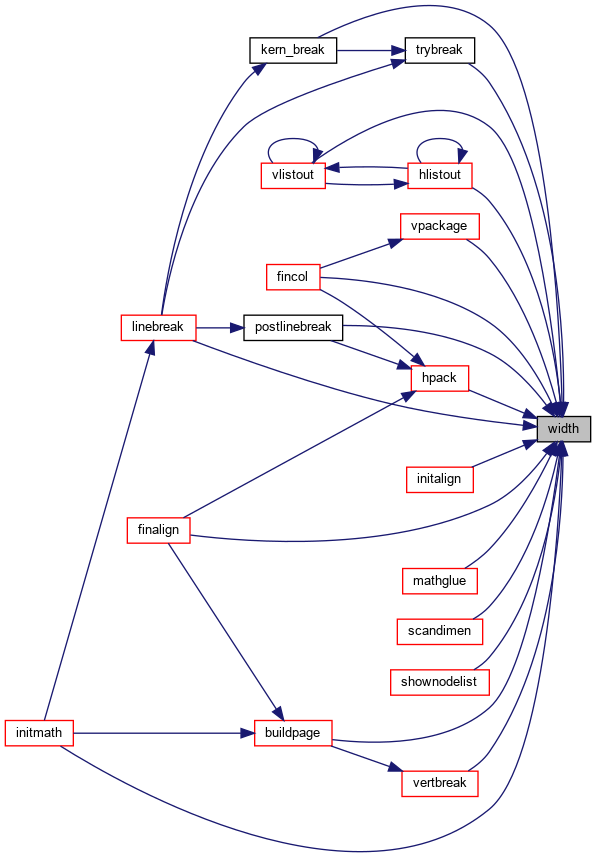 kern_break
trybreak
vlistout
hlistout
vpackage
fincol
linebreak
postlinebreak
hpack
width
initalign
finalign
mathglue
scandimen
shownodelist
initmath
buildpage
vertbreak